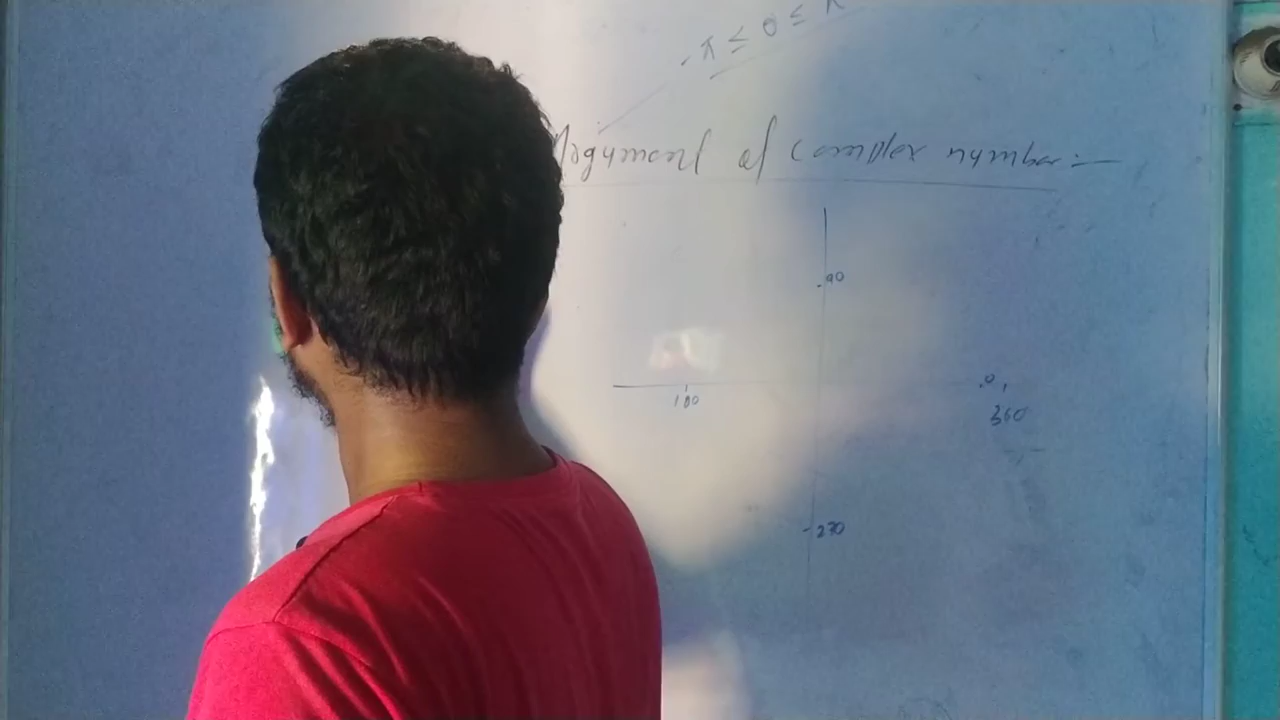 -π ≤ θ ≤ π
Argument of complex number:-
90
180
0
360
270